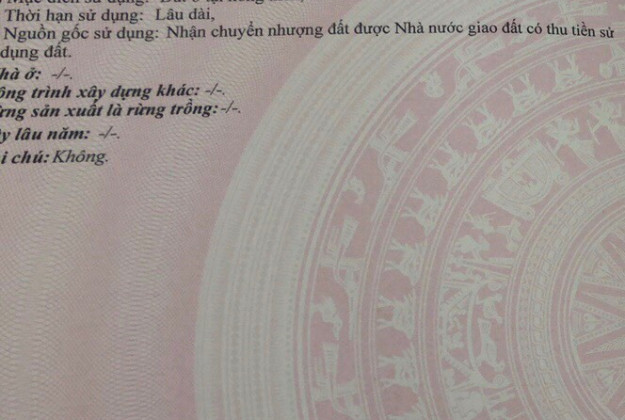 Thời hạn sử dụng: Lâu dài,
Nguồn gốc sử dụng: Nhận chuyển nhượng đất được Nhà nước giao đất có thu tiền sử
dụng đất.
hà ở: -/-.
ông trình xây dựng khác: -/-.
ừng sản xuất là rừng trồng: -/-.
y lâu năm: -/-.
i chú: Không.